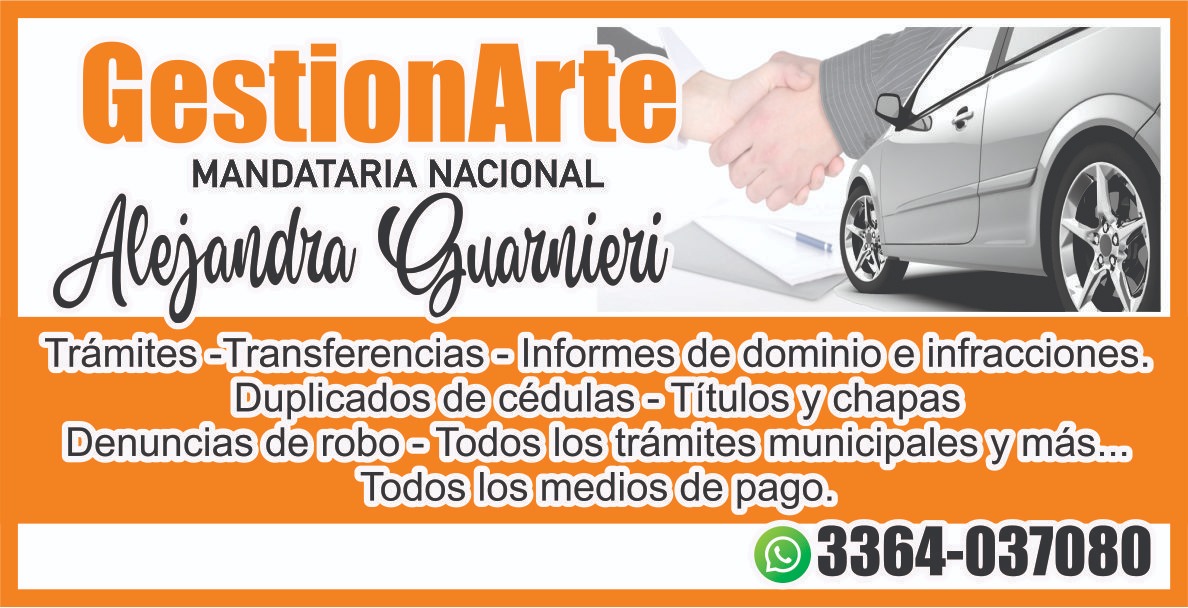 GestionArte
MANDATARIA NACIONAL
Alejandra Guarnieri
Trámites -Transferencias - Informes de dominio e infracciones.
Duplicados de cédulas - Títulos y chapas
Denuncias de robo - Todos los trámites municipales y más...
Todos los medios de pago.
3364-037080